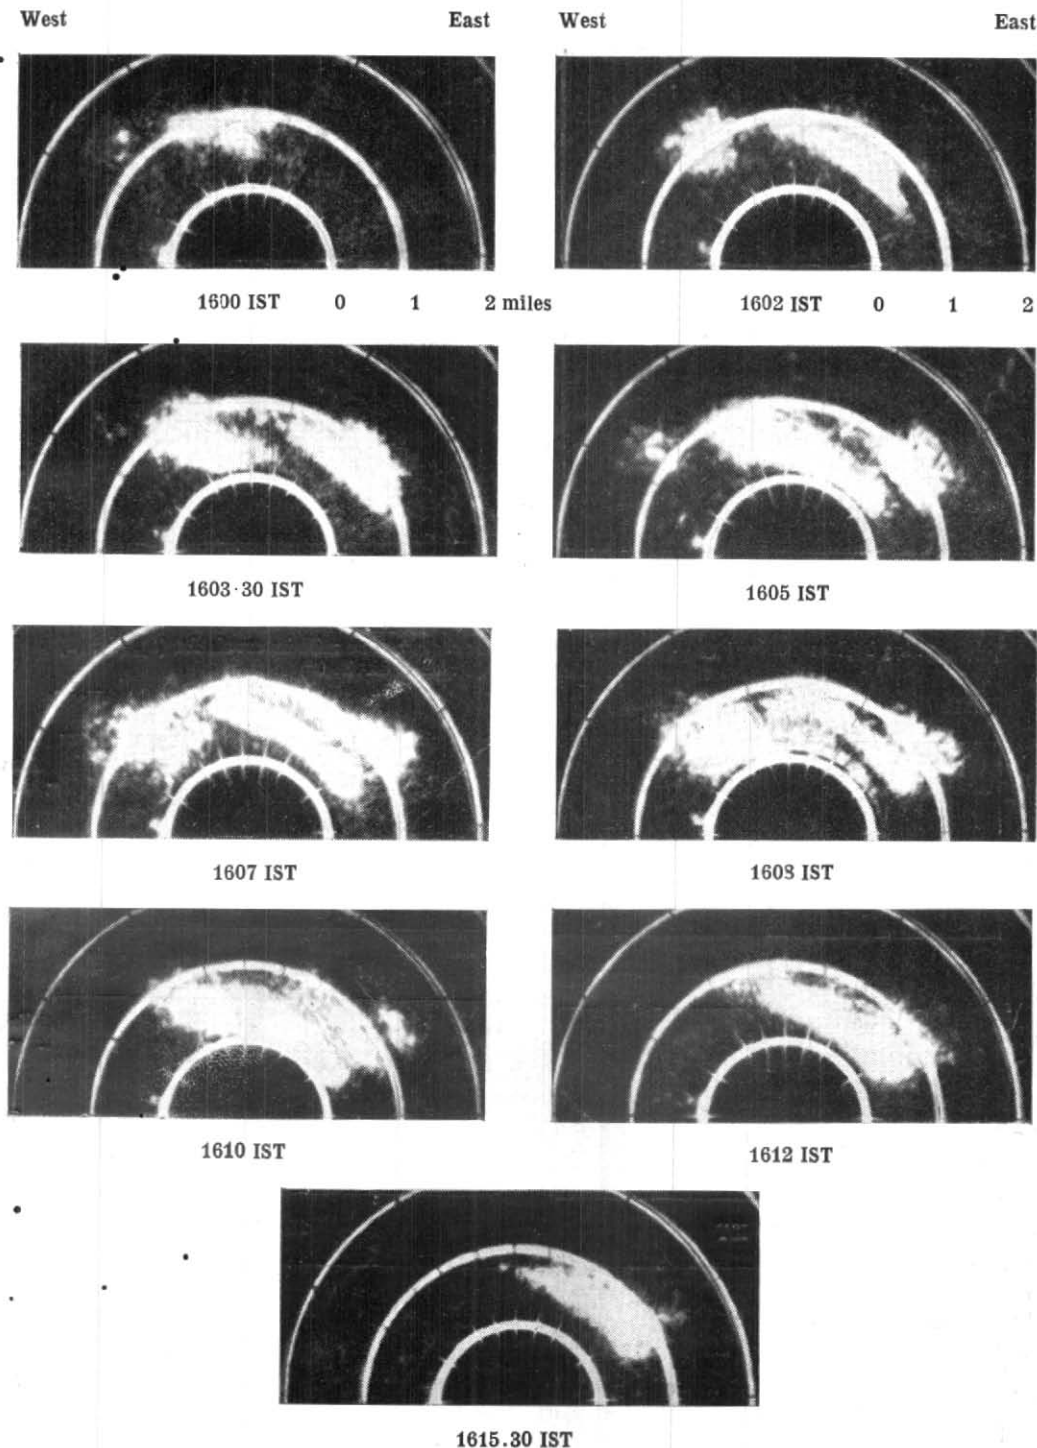 West East West East
1600 IST 0 1 2 miles 1602 IST 0 1 2
1603·30 IST 1605 IST
1607 IST 1608 IST
1610 IST 1612 IST
1615.30 IST